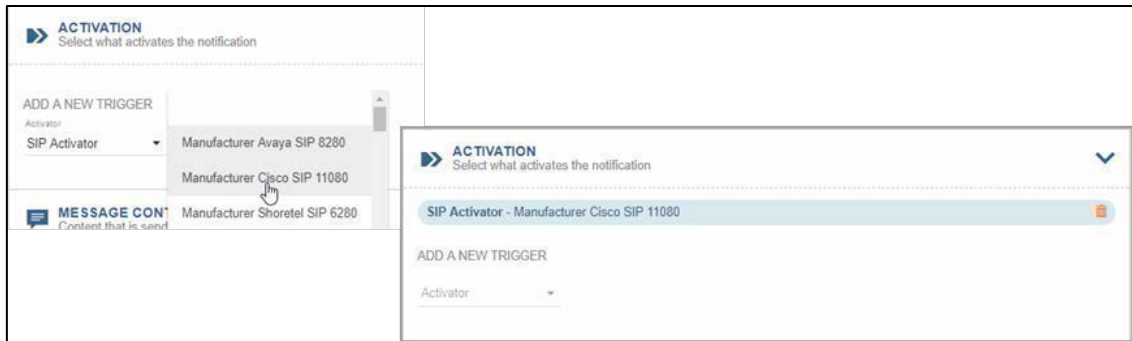 ACTIVATION
Select what activates the notification
ADD A NEW TRIGGER
Activator
SIP Activator
Manufacturer Avaya SIP 8280
Manufacturer Cisco SIP 11080
Manufacturer Shoretel SIP 6280
MESSAGE CONT
Content that is send
ACTIVATION
Select what activates the notification
SIP Activator - Manufacturer Cisco SIP 11080
ADD A NEW TRIGGER
Activator